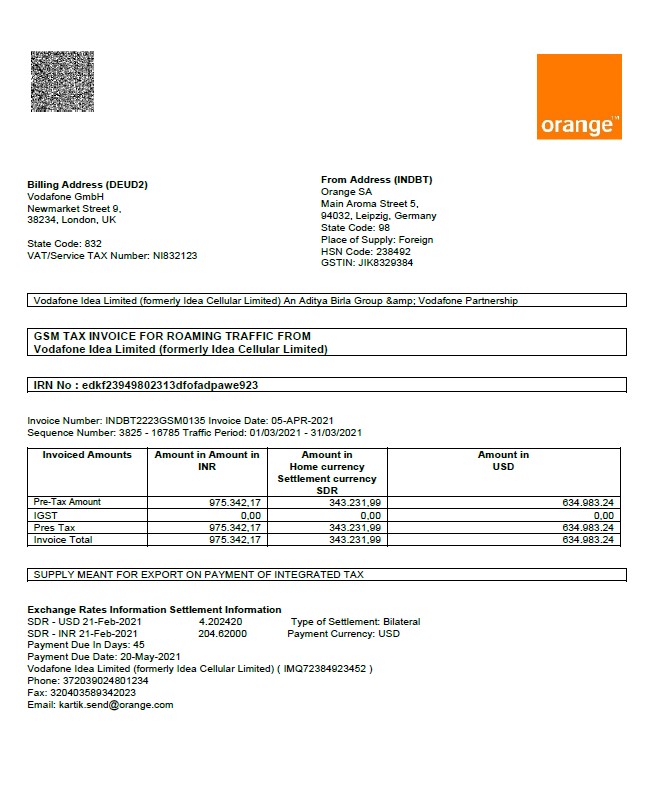 orange™
Billing Address (DEUD2)
Vodafone GmbH
Newmarket Street 9,
38234, London, UK
State Code: 832
VAT/Service TAX Number: NI832123
From Address (INDBT)
Orange SA
Main Aroma Street 5,
94032, Leipzig, Germany
State Code: 98
Place of Supply: Foreign
HSN Code: 238492
GSTIN: JIK8329384
Vodafone Idea Limited (formerly Idea Cellular Limited) An Aditya Birla Group &amp; Vodafone Partnership
GSM TAX INVOICE FOR ROAMING TRAFFIC FROM
Vodafone Idea Limited (formerly Idea Cellular Limited)
IRN No : edkf23949802313dfofadpawe923
Invoice Number: INDBT2223GSM0135 Invoice Date: 05-APR-2021
Sequence Number: 3825 - 16785 Traffic Period: 01/03/2021 - 31/03/2021
Invoiced Amounts Amount in Amount in INR Amount in Home currency Settlement currency SDR Amount in USD
Pre-Tax Amount 975.342,17 343.231,99 634.983.24
IGST 0,00 0,00 0,00
Pres Tax 975.342,17 343.231,99 634.983.24
Invoice Total 975.342,17 343.231,99 634.983.24
SUPPLY MEANT FOR EXPORT ON PAYMENT OF INTEGRATED TAX
Exchange Rates Information Settlement Information
SDR - USD 21-Feb-2021 4.202420 Type of Settlement: Bilateral
SDR - INR 21-Feb-2021 204.62000 Payment Currency: USD
Payment Due In Days: 45
Payment Due Date: 20-May-2021
Vodafone Idea Limited (formerly Idea Cellular Limited) ( IMQ72384923452 )
Phone: 372039024801234
Fax: 320403589342023
Email: kartik.send@orange.com